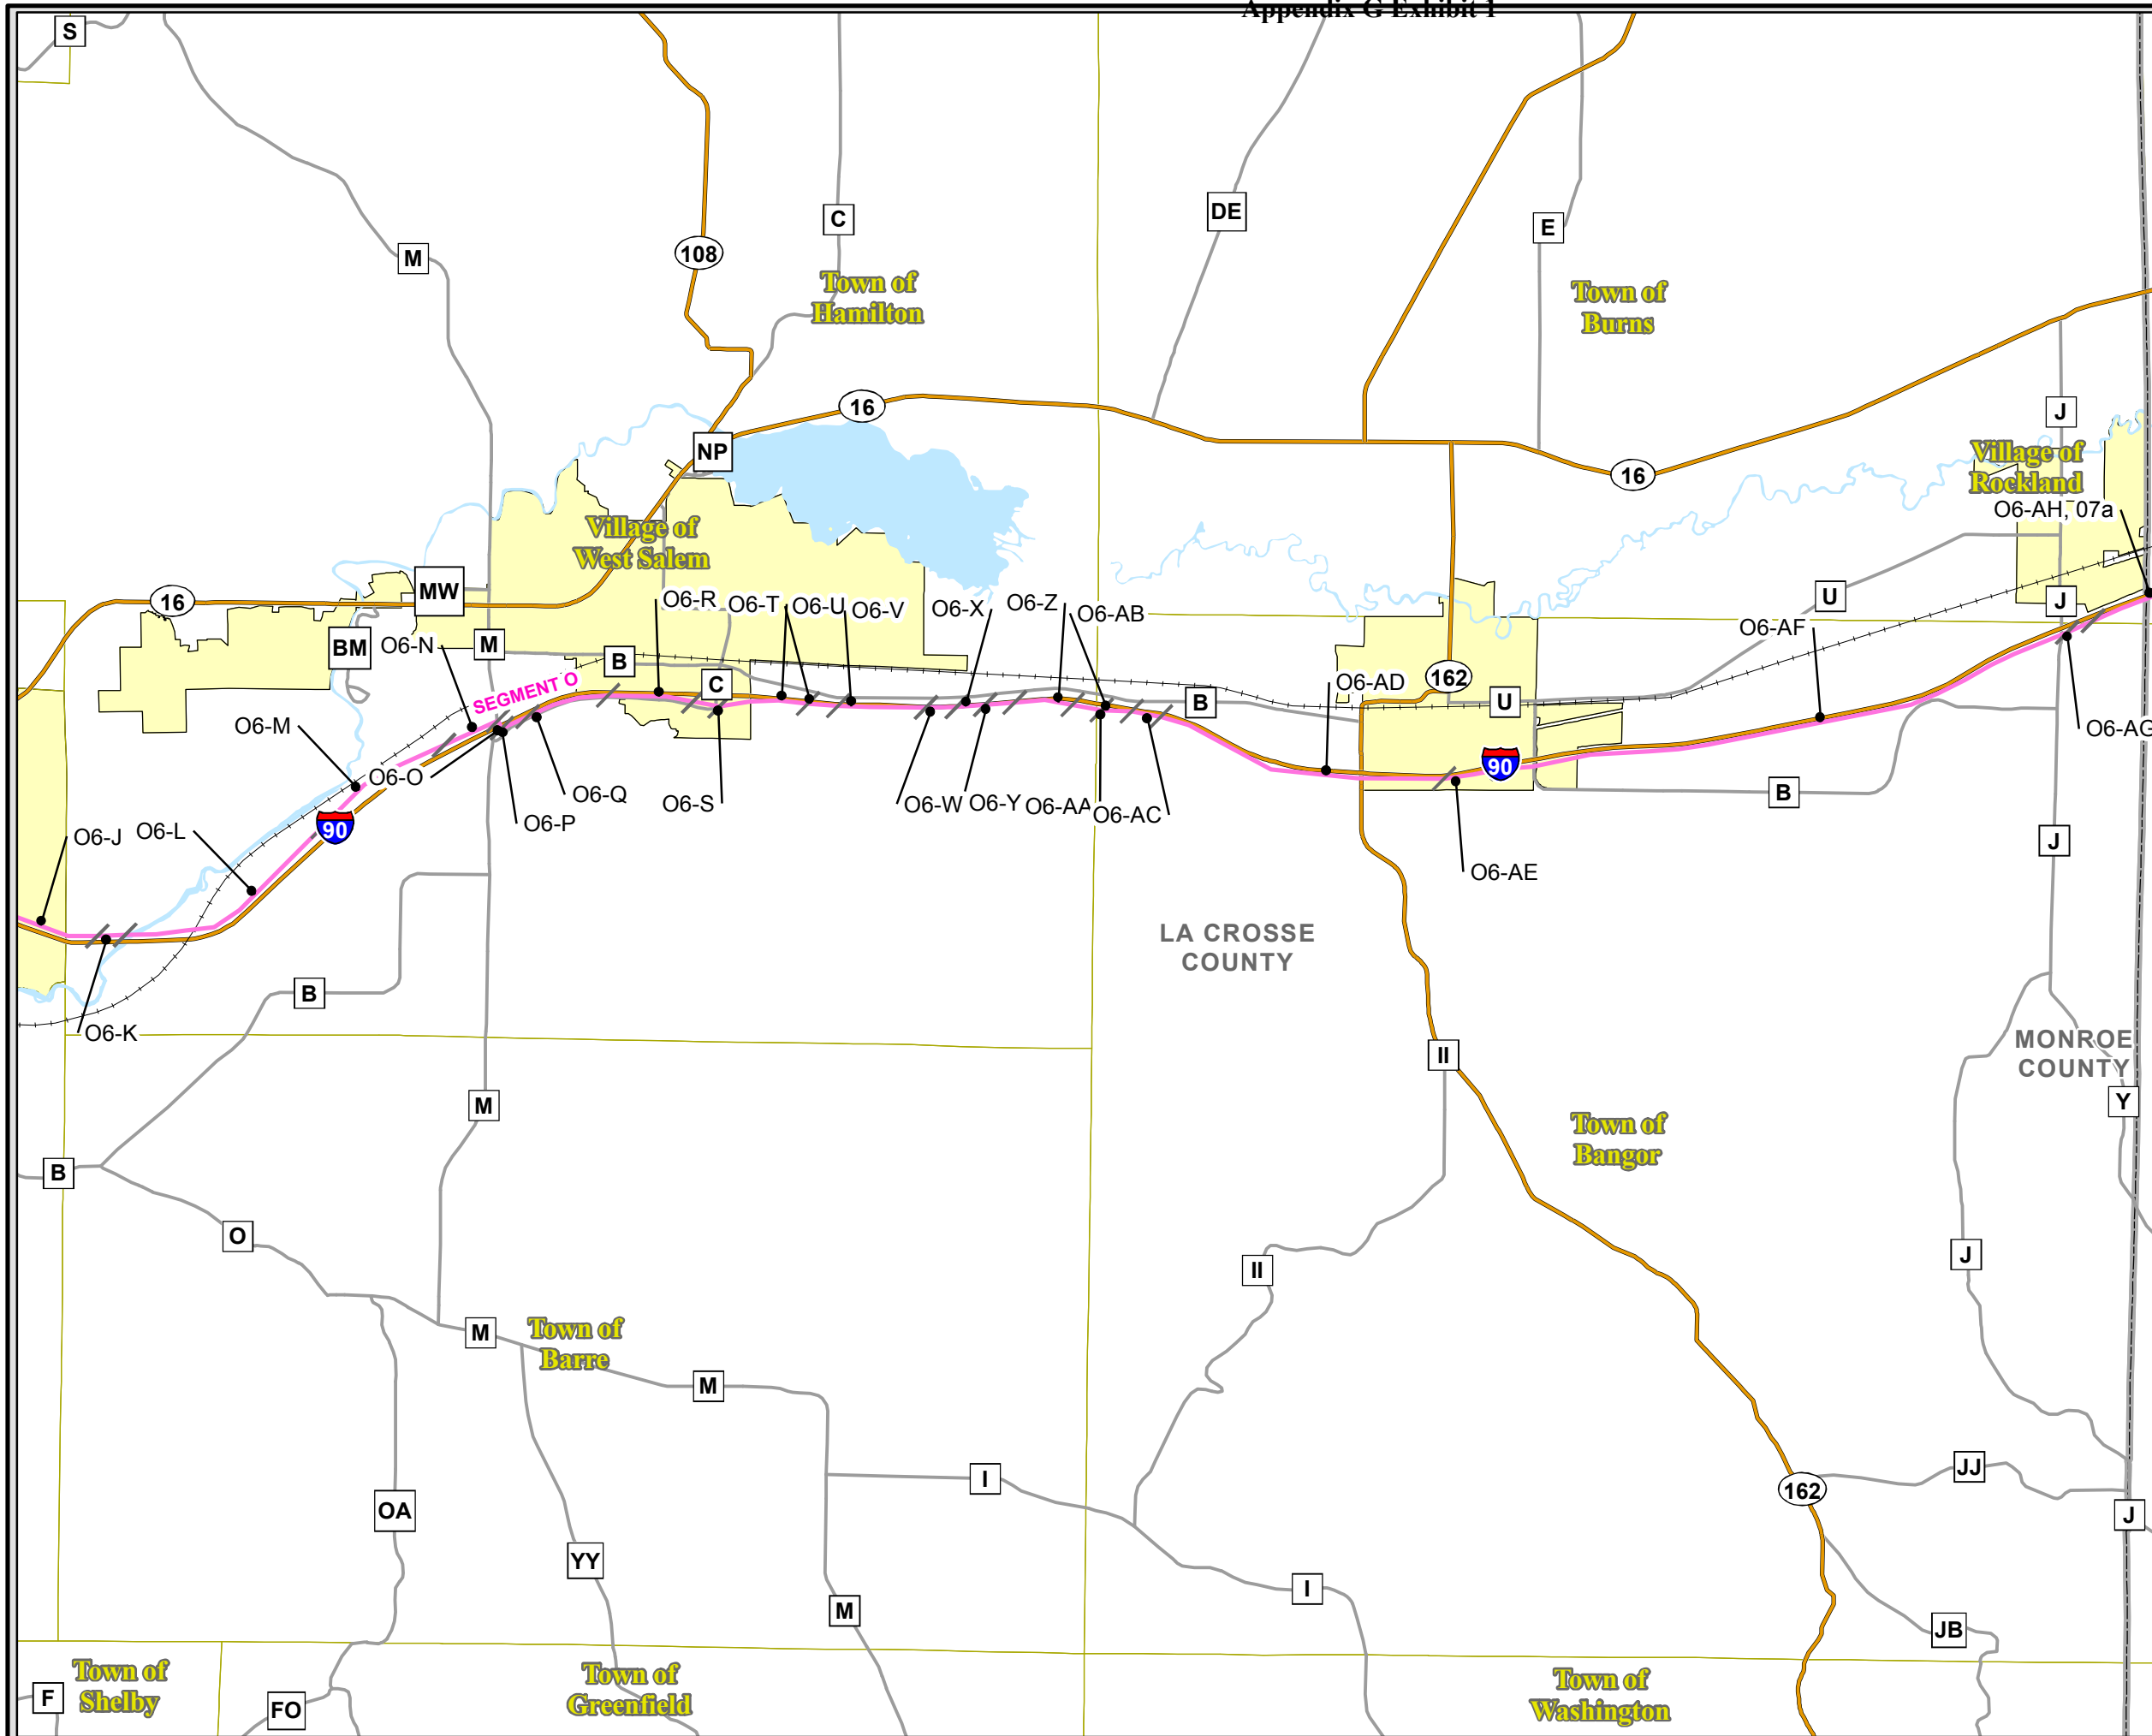 Appendix G Exhibit 1
S
M
108
C
DE
E
Town of
Hamilton
Town of
Burns
16
NP
16
J
Village of
Rockland
O6-AH, 07a
Village of
West Salem
MW
16
BM
O6-N
M
B
O6-R
O6-T
O6-U
O6-V
O6-X
O6-Z
O6-AB
U
J
O6-AF
C
SEGMENT O
B
O6-AD
162
U
O6-AG
O6-M
O6-O
90
O6-Q
O6-P
O6-S
O6-W
O6-Y
O6-AA
O6-AC
90
B
O6-J
O6-L
J
O6-AE
LA CROSSE
COUNTY
B
O6-K
II
MONROE
COUNTY
M
Y
Town of
Bangor
B
O
II
J
M
Town of
Barre
M
I
JJ
162
J
OA
YY
I
M
JB
Town of
Shelby
F
FO
Town of
Greenfield
Town of
Washington